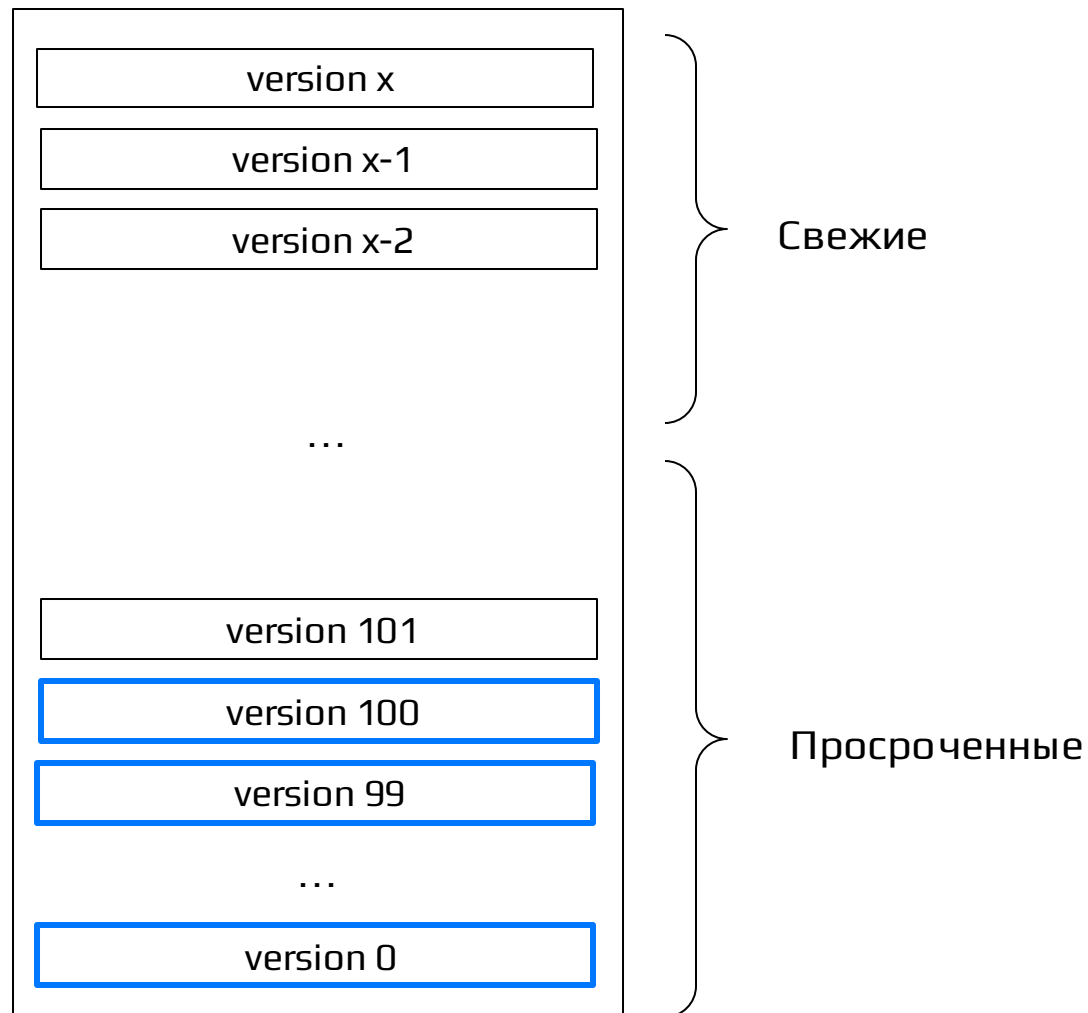 version x
version x-1
version x-2
Свежие
...
version 101
version 100
Просроченные
version 99
...
version 0